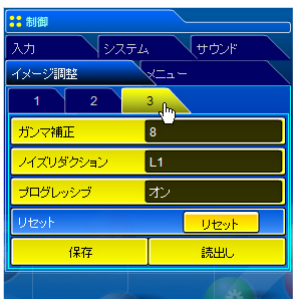 制御
入力 システム サウンド
イメージ調整 メニュー
1 2 3
ガンマ補正 8
ノイズリダクション L1
プログレッシブ オン
リセット リセット
保存 読出し